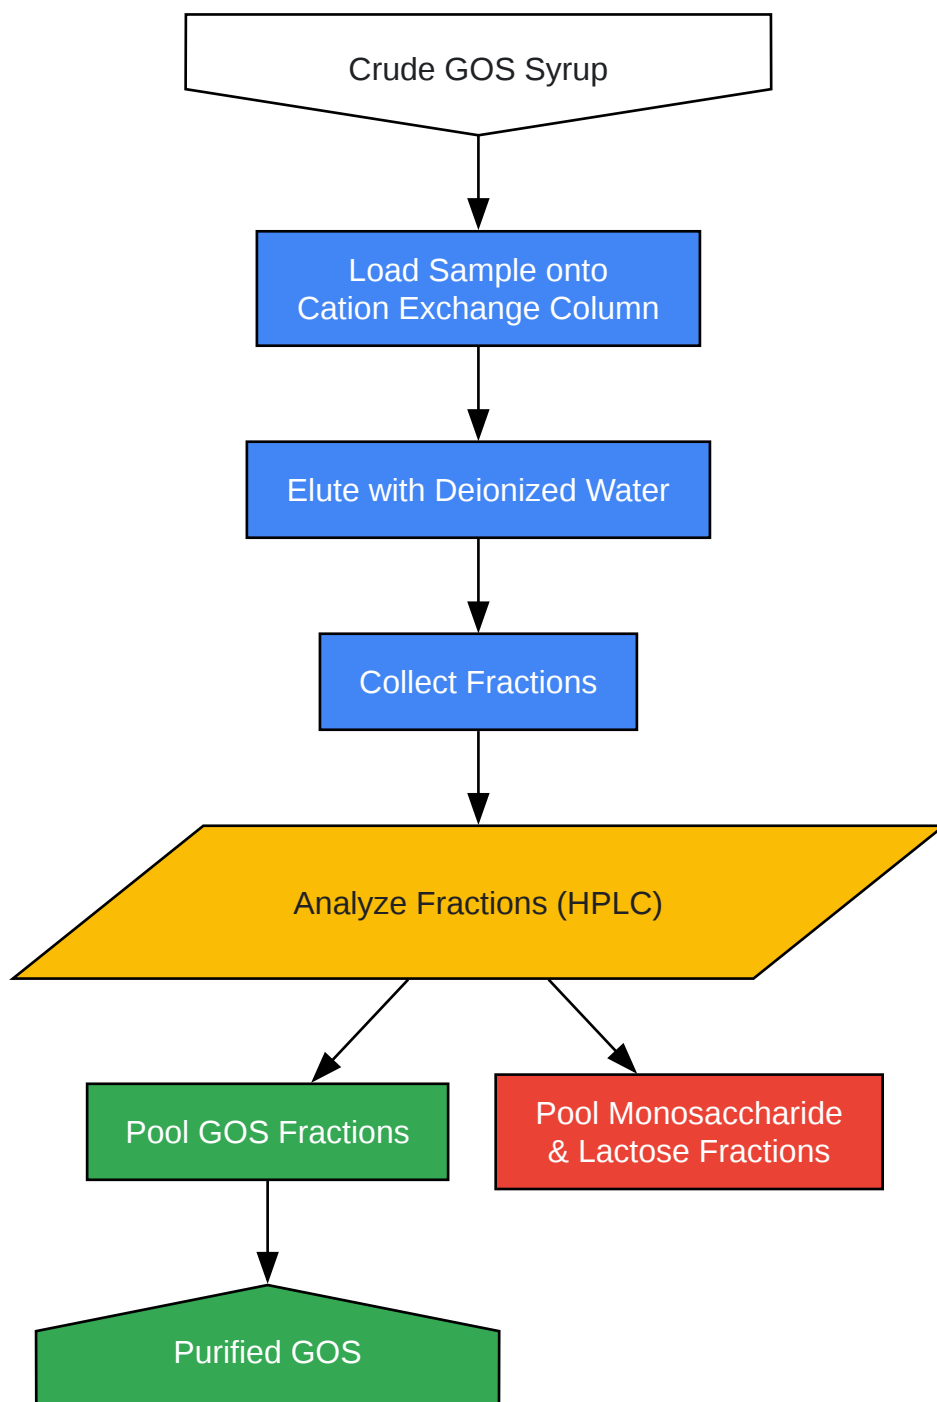 Crude GOS Syrup
Load Sample onto
Cation Exchange Column
Elute with Deionized Water
Collect Fractions
Analyze Fractions (HPLC)
Pool GOS Fractions
Pool Monosaccharide
& Lactose Fractions
Purified GOS